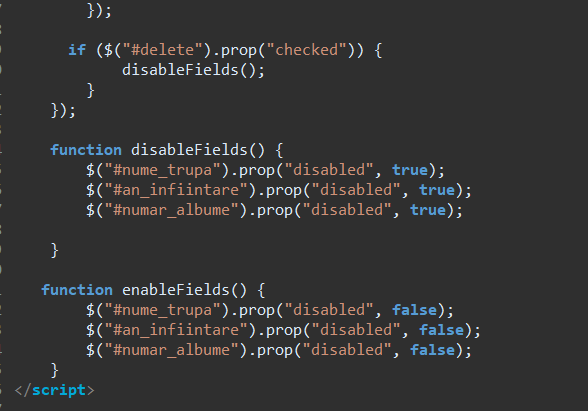 });
if ($("#delete").prop("checked")) {
disableFields();
}
});
function disableFields() {
$("#nume_trupa").prop("disabled", true);
$("#an_infiintare").prop("disabled", true);
$("#numar_albume").prop("disabled", true);
}
function enableFields() {
$("#nume_trupa").prop("disabled", false);
$("#an_infiintare").prop("disabled", false);
$("#numar_albume").prop("disabled", false);
}
</script>